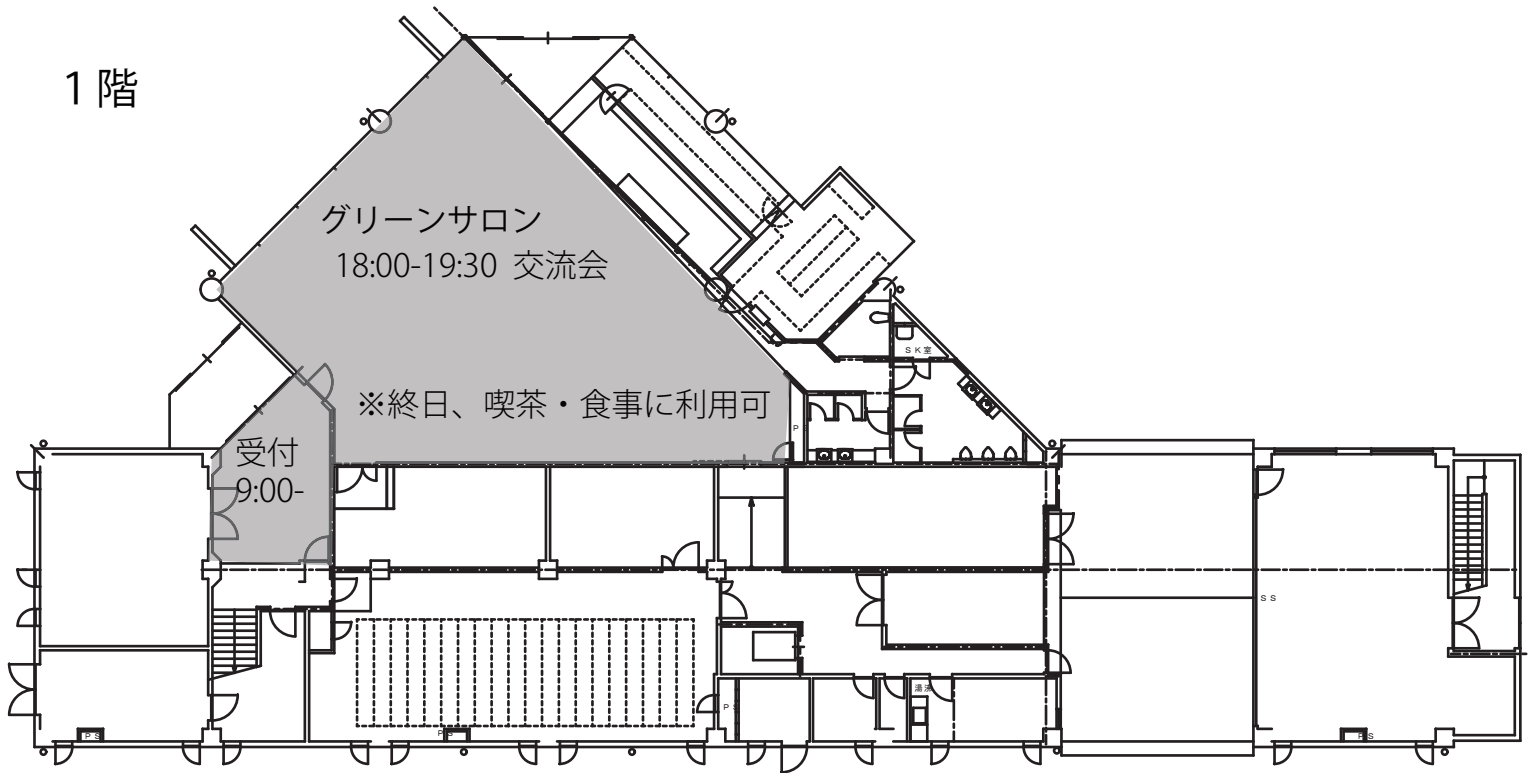 1階
グリーンサロン
18:00-19:30 交流会
※終日、喫茶・食事に利用可
受付
9:00-
SK室
P
SS
湯沸
PS
PS
PS
PS